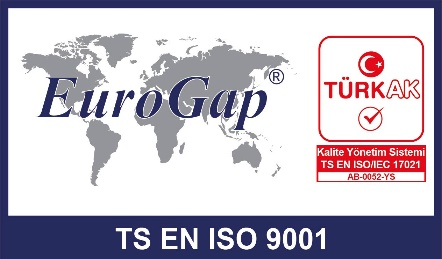 EuroGap®
TÜRKAK
Kalite Yönetim Sistemi
TS EN ISO/IEC 17021
AB-0052-YS
TS EN ISO 9001